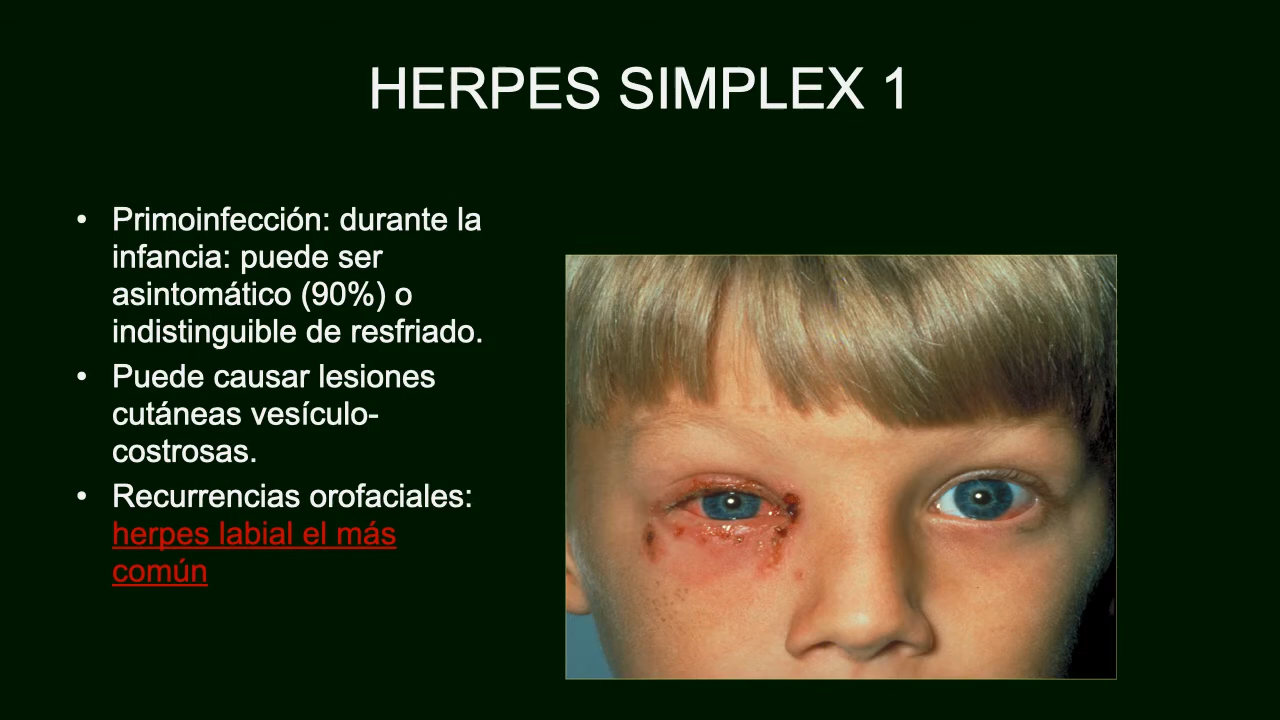 HERPES SIMPLEX 1
• Primoinfección: durante la
infancia: puede ser
asintomático (90%) o
indistinguible de resfriado.
• Puede causar lesiones
cutáneas vesículo-
costrosas.
• Recurrencias orofaciales:
herpes labial el más
común